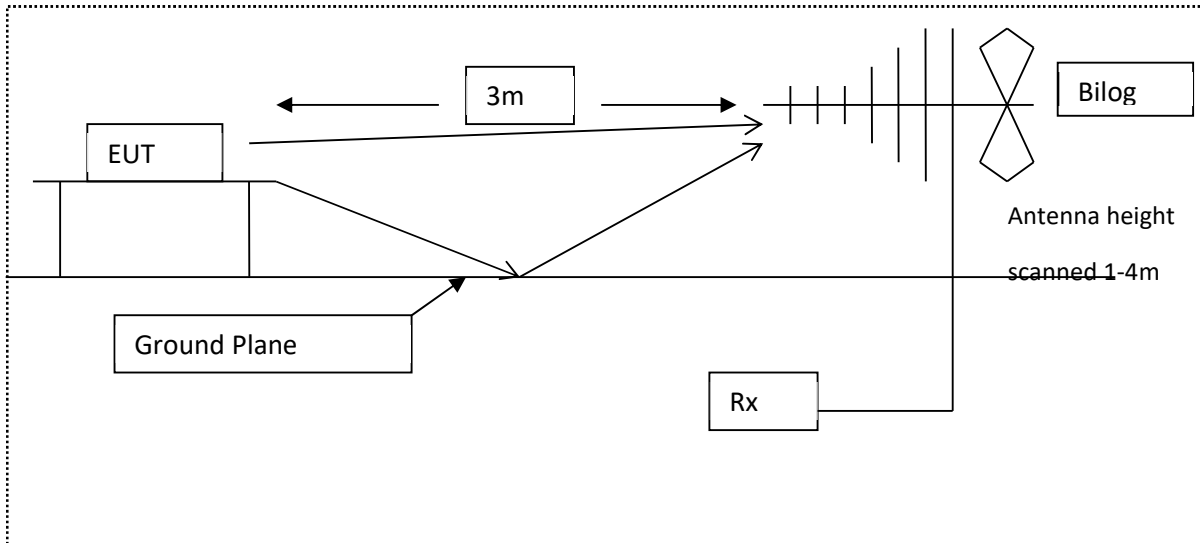 3m
Bilog
EUT
Antenna height
scanned 1-4m
Ground Plane
Rx